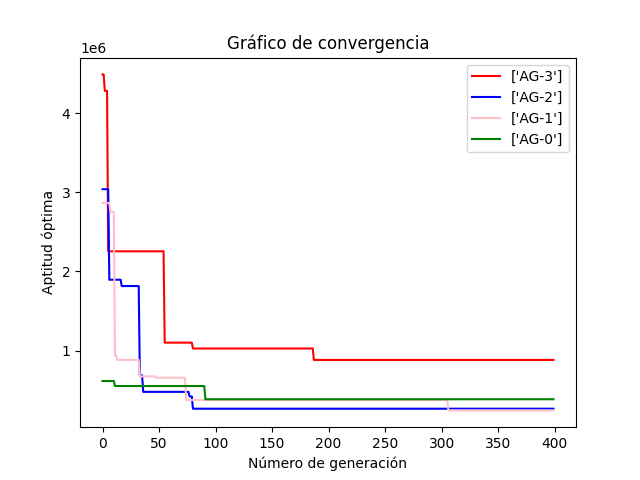 Gráfico de convergencia
1e6
4
3
2
1
Aptitud óptima
['AG-3']
['AG-2']
['AG-1']
['AG-0']
0 50 100 150 200 250 300 350 400
Número de generación